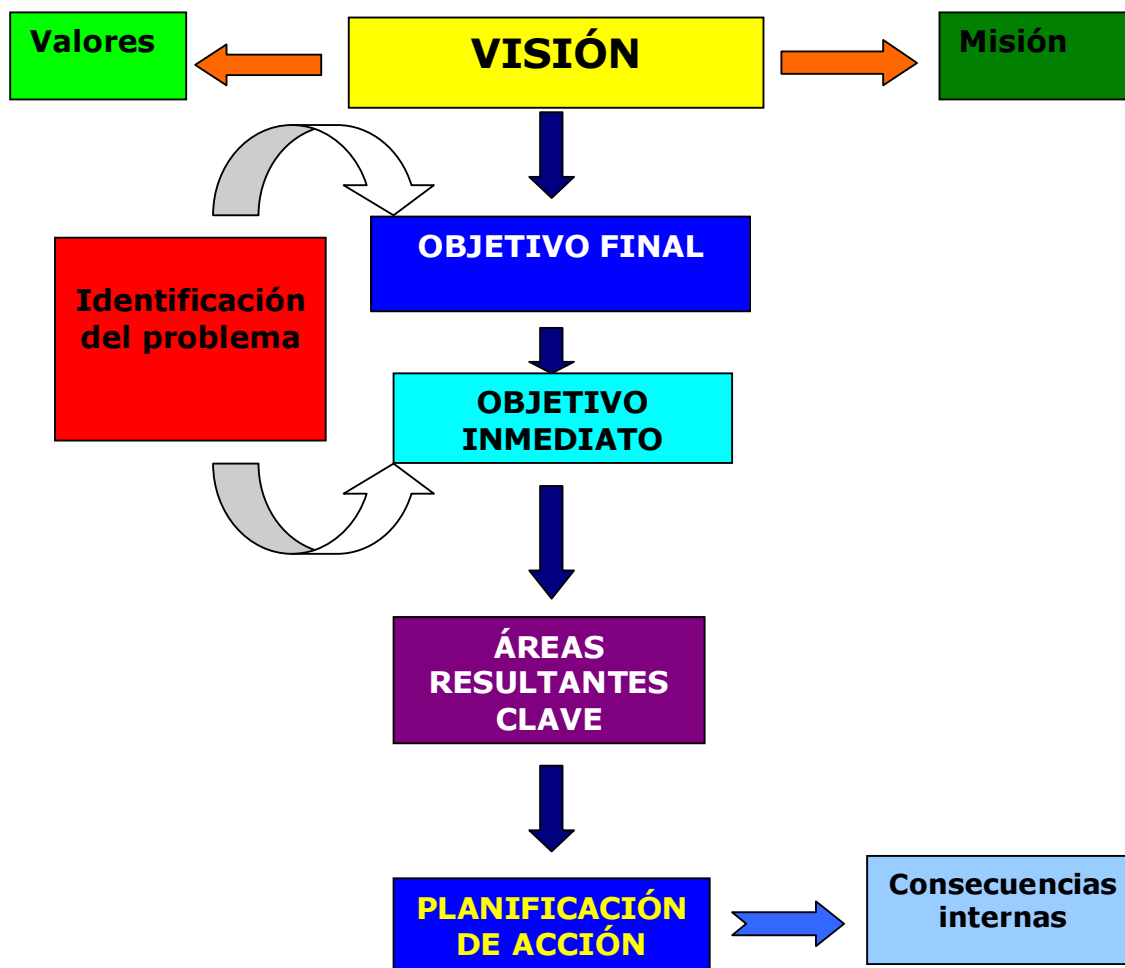 Valores
VISIÓN
Misión
OBJETIVO FINAL
Identificación
del problema
OBJETIVO
INMEDIATO
ÁREAS
RESULTANTES
CLAVE
PLANIFICACIÓN
DE ACCIÓN
Consecuencias
internas